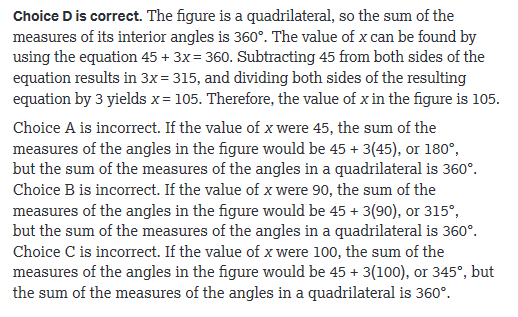 Choice D is correct. The figure is a quadrilateral, so the sum of the
measures of its interior angles is 360°. The value of x can be found by
using the equation 45 + 3x = 360. Subtracting 45 from both sides of the
equation results in 3x = 315, and dividing both sides of the resulting
equation by 3 yields x = 105. Therefore, the value of x in the figure is 105.
Choice A is incorrect. If the value of x were 45, the sum of the
measures of the angles in the figure would be 45 + 3(45), or 180°,
but the sum of the measures of the angles in a quadrilateral is 360°.
Choice B is incorrect. If the value of x were 90, the sum of the
measures of the angles in the figure would be 45 + 3(90), or 315°,
but the sum of the measures of the angles in a quadrilateral is 360°.
Choice C is incorrect. If the value of x were 100, the sum of the
measures of the angles in the figure would be 45 + 3(100), or 345°, but
the sum of the measures of the angles in a quadrilateral is 360°.